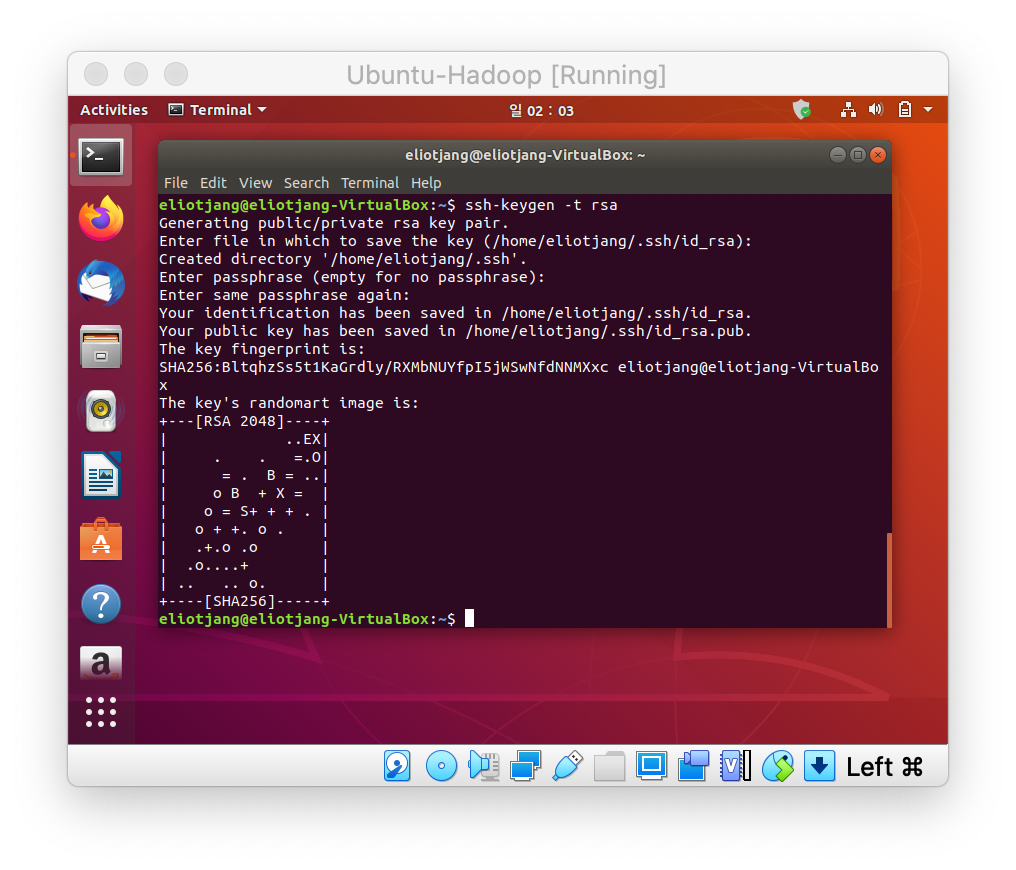 Ubuntu-Hadoop [Running]
Activities Terminal 일 02 : 03
eliotjang@eliotjang-VirtualBox: ~
File Edit View Search Terminal Help
eliotjang@eliotjang-VirtualBox:~$ ssh-keygen -t rsa
Generating public/private rsa key pair.
Enter file in which to save the key (/home/eliotjang/.ssh/id_rsa):
Created directory '/home/eliotjang/.ssh'.
Enter passphrase (empty for no passphrase):
Enter same passphrase again:
Your identification has been saved in /home/eliotjang/.ssh/id_rsa.
Your public key has been saved in /home/eliotjang/.ssh/id_rsa.pub.
The key fingerprint is:
SHA256:BltqhzSs5t1KaGrdly/RXMbNUYfpI5jWSwNfdNNMXxc eliotjang@eliotjang-VirtualBo
x
The key's randomart image is:
+---[RSA 2048]----+
|              ..EX|
|      .    .   =.O|
|       = .  B = ..|
|      o B  + X =  |
|     o = S+ + + . |
|    o + +. o .    |
|    .+.o .o       |
|   .o....+        |
|  ..   .. o.      |
+----[SHA256]-----+
eliotjang@eliotjang-VirtualBox:~$
a
Left ⌘